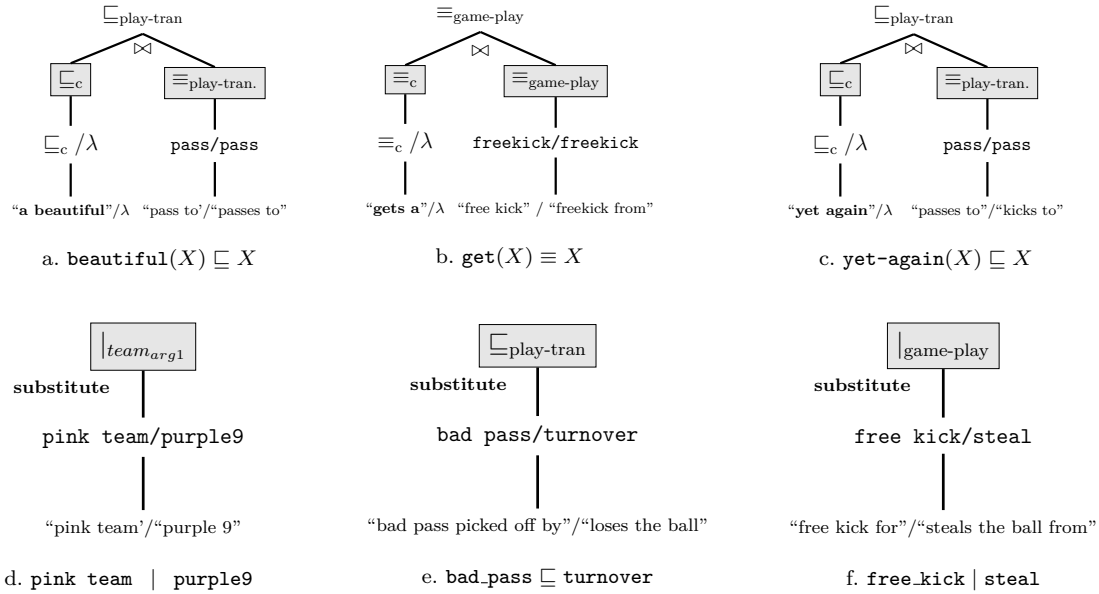 ⊑play-tran
⋈
⊑c
≡play-tran.
⊑c /λ
pass/pass
“a beautiful”/λ “pass to’/“passes to”
a. beautiful(X) ⊑ X
≡game-play
⋈
≡c
≡game-play
≡c /λ
freekick/freekick
“gets a”/λ “free kick” / “freekick from”
b. get(X) ≡ X
⊑play-tran
⋈
⊑c
≡play-tran.
⊑c /λ
pass/pass
“yet again”/λ “passes to”/“kicks to”
c. yet-again(X) ⊑ X
|team_arg1
substitute
pink team/purple9
“pink team’/“purple 9”
d. pink team | purple9
⊑play-tran
substitute
bad pass/turnover
“bad pass picked off by”/“loses the ball”
e. bad_pass ⊑ turnover
|game-play
substitute
free kick/steal
“free kick for”/“steals the ball from”
f. free_kick | steal